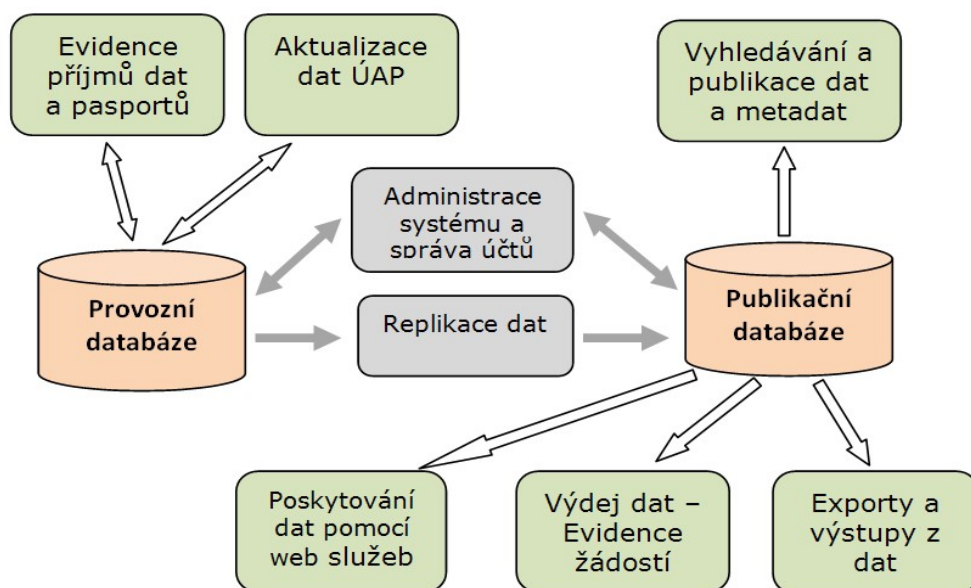 Evidence
příjmů dat
a pasportů
Aktualizace
dat ÚAP
Vyhledávání a
publikace dat
a metadat
Administrace
systému a
správa účtů
Provozní
databáze
Replikace dat
Publikační
databáze
Poskytování
dat pomocí
web služeb
Výdej dat –
Evidence
žádostí
Exporty a
výstupy z
dat